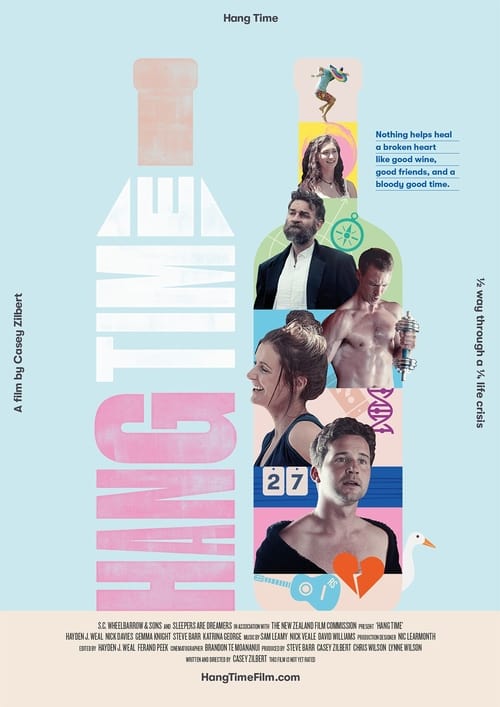 Hang Time
Nothing helps heal
a broken heart
like good wine,
good friends, and a
bloody good time.
HANG TIME
A film by Casey Zilbert
½ way through a ¼ life crisis
27
RS
S.C. WHEELBARROW & SONS AND SLEEPERS ARE DREAMERS IN ASSOCIATION WITH THE NEW ZEALAND FILM COMMISSION PRESENT 'HANG TIME'
HAYDEN J. WEAL NICK DAVIES GEMMA KNIGHT STEVE BARR KATRINA GEORGE MUSIC BY SAM LEAMY NICK VEALE DAVID WILLIAMS PRODUCTION DESIGNER NIC LEARMONTH
EDITED BY HAYDEN J. WEAL FERAND PEEK CINEMATOGRAPHER BRANDON TE MOANANUI PRODUCED BY STEVE BARR CASEY ZILBERT CHRIS WILSON LYNNE WILSON
WRITTEN AND DIRECTED BY CASEY ZILBERT THIS FILM IS NOT YET RATED
HangTimeFilm.com